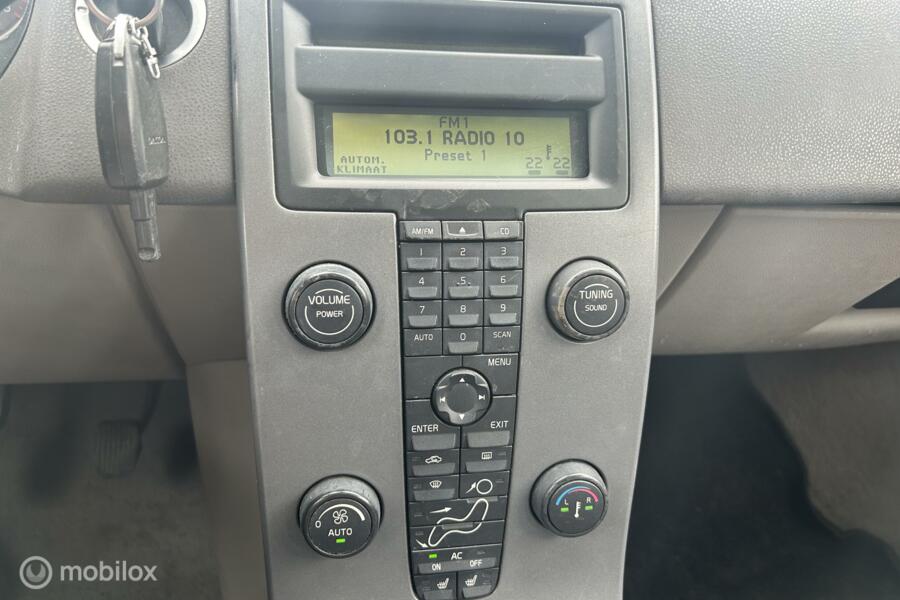 FM1
103.1 RADIO 10
Preset 1
AUTOM.
KLIMAAT
22 22
AM/FM
CD
1 2 3
4 5 6
7 8 9
AUTO 0 SCAN
VOLUME
POWER
TUNING
SOUND
MENU
ENTER
EXIT
0
AUTO
L R
AC
ON OFF
mobilox